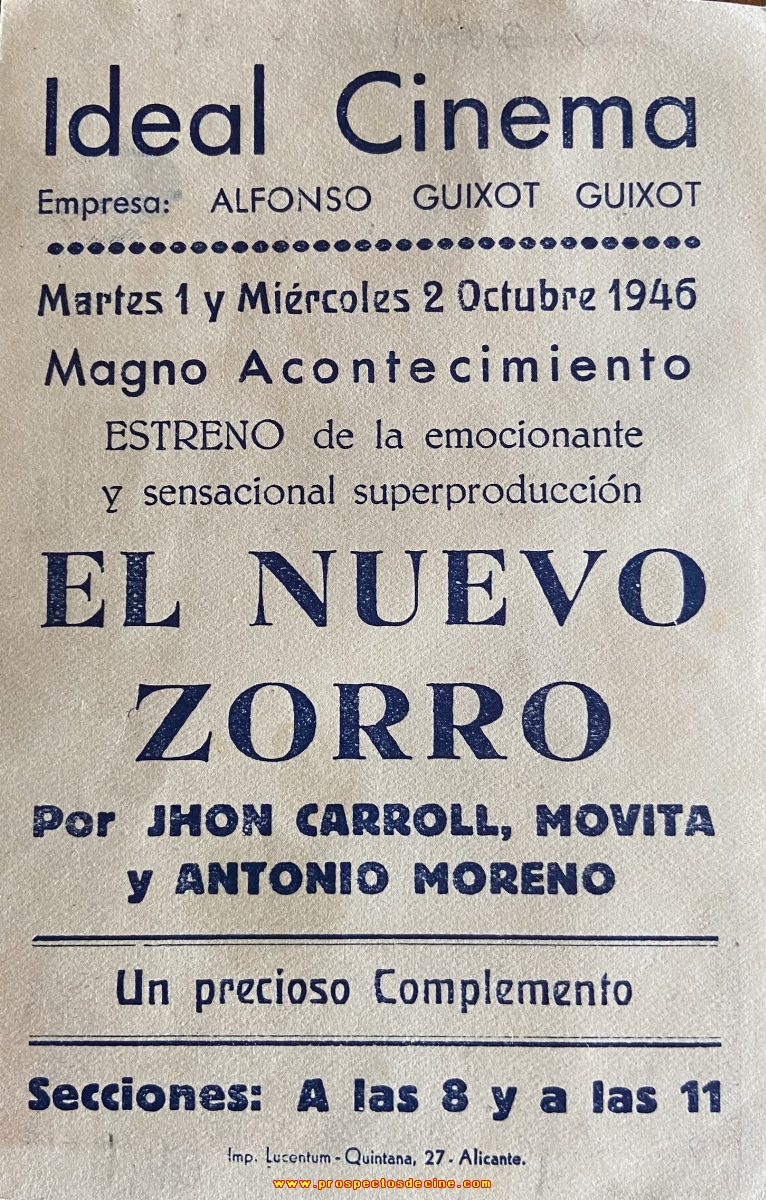 Ideal Cinema
Empresa: ALFONSO GUIXOT GUIXOT
Martes 1 y Miércoles 2 Octubre 1946
Magno Acontecimiento
ESTRENO de la emocionante
y sensacional superproducción
EL NUEVO
ZORRO
Por JHON CARROLL, MOVITA
y ANTONIO MORENO
Un precioso Complemento
Secciones: A las 8 y a las 11
Imp. Lucentum - Quintana, 27 - Alicante.
www.prospectosdecine.com